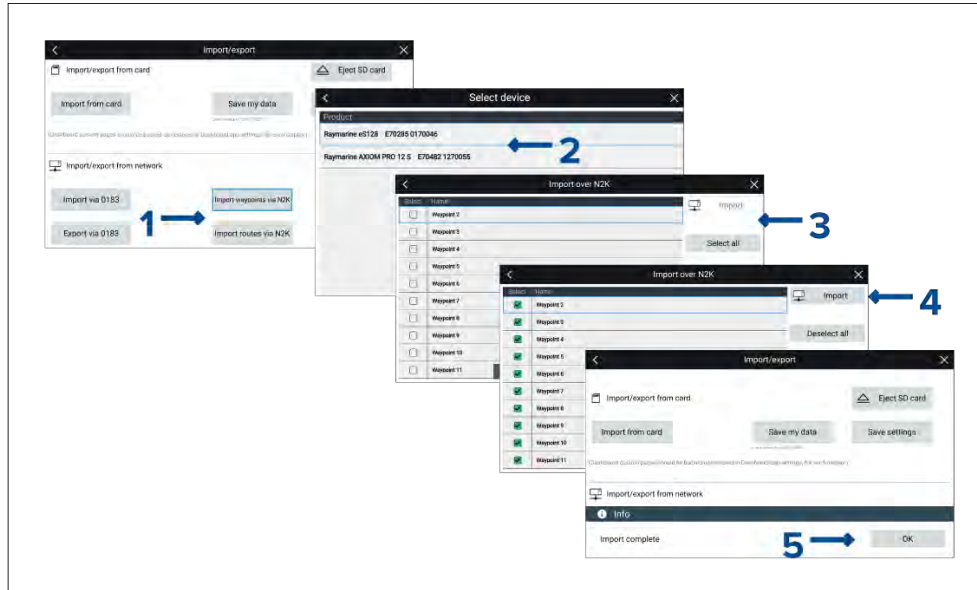 Import/export
Import/export from card
Eject SD card
Import from card
Save my data
Import/export from network
Import via 0183
Import waypoints via N2K
Export via 0183
Import routes via N2K
1
Select device
Product
Raymarine eS128 E70285 0170046
Raymarine AXIOM PRO 12 S E70482 1270055
2
Import over N2K
Select Name
Import
Waypoint 2
Waypoint 3
Select all
Waypoint 4
Waypoint 5
Waypoint 6
Waypoint 7
Waypoint 8
Waypoint 9
Waypoint 10
Waypoint 11
3
Import over N2K
Select Name
Import
Waypoint 2
Waypoint 3
Deselect all
Waypoint 4
Waypoint 5
Waypoint 6
Waypoint 7
Waypoint 8
Waypoint 9
Waypoint 10
Waypoint 11
4
Import/export
Import/export from card
Eject SD card
Import from card
Save my data
Save settings
Import/export from network
Info
Import complete
OK
5